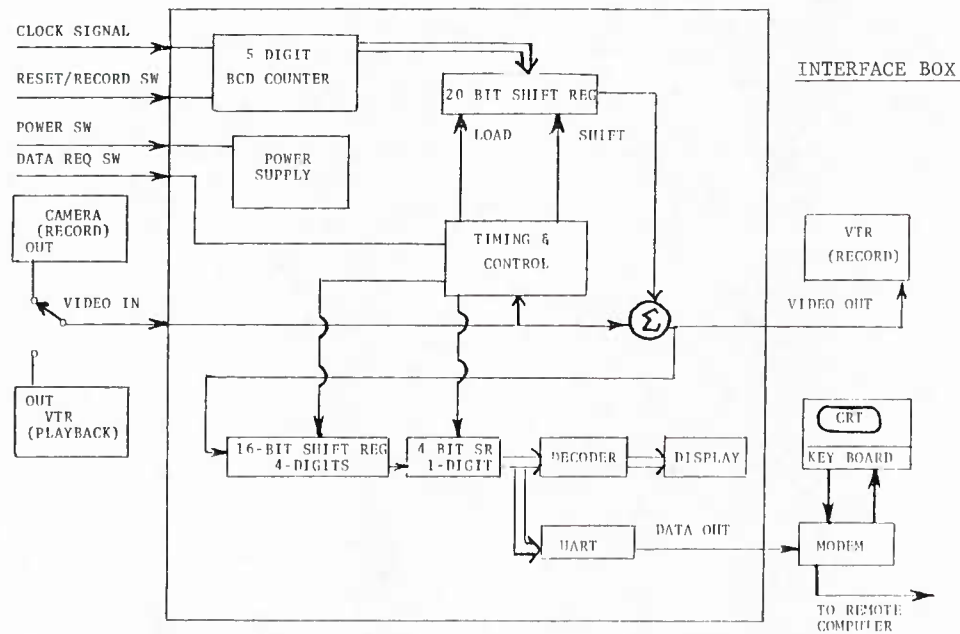 CLOCK SIGNAL
RESET/RECORD SW
POWER SW
DATA REQ SW
5 DIGIT
BCD COUNTER
20 BIT SHIFT REG
INTERFACE BOX
LOAD
SHIFT
POWER
SUPPLY
CAMERA
(RECORD)
OUT
TIMING &
CONTROL
VTR
(RECORD)
VIDEO IN
Σ
VIDEO OUT
OUT
VTR
(PLAYBACK)
16-BIT SHIFT REG
4-DIGITS
4 BIT SR
1-DIGIT
DECODER
DISPLAY
CRT
KEY BOARD
UART
DATA OUT
MODEM
TO REMOTE
COMPUTER